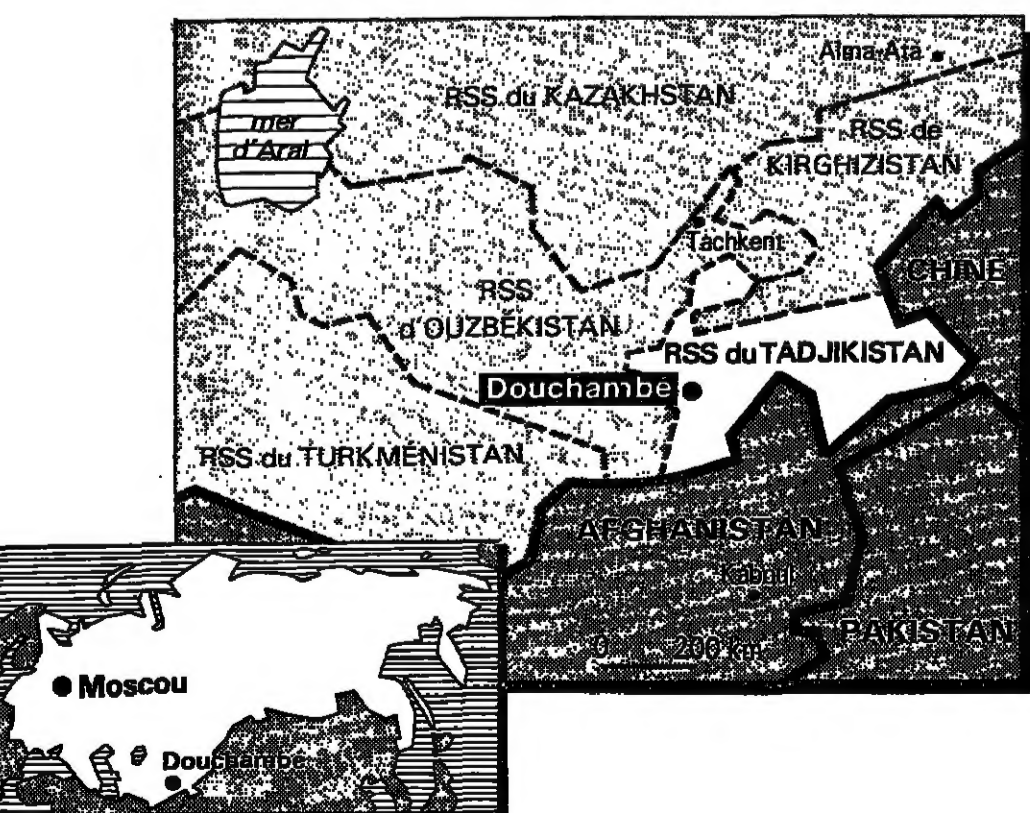 Alma-Ata
RSS du KAZAKHSTAN
mer
d'Aral
RSS de
KIRGHIZISTAN
Tachkent
CHINE
RSS
d'OUZBÉKISTAN
RSS du TADJIKISTAN
Douchambé
RSS du TURKMÉNISTAN
AFGHANISTAN
Kaboul
PAKISTAN
0 200 km
Moscou
Douchambé